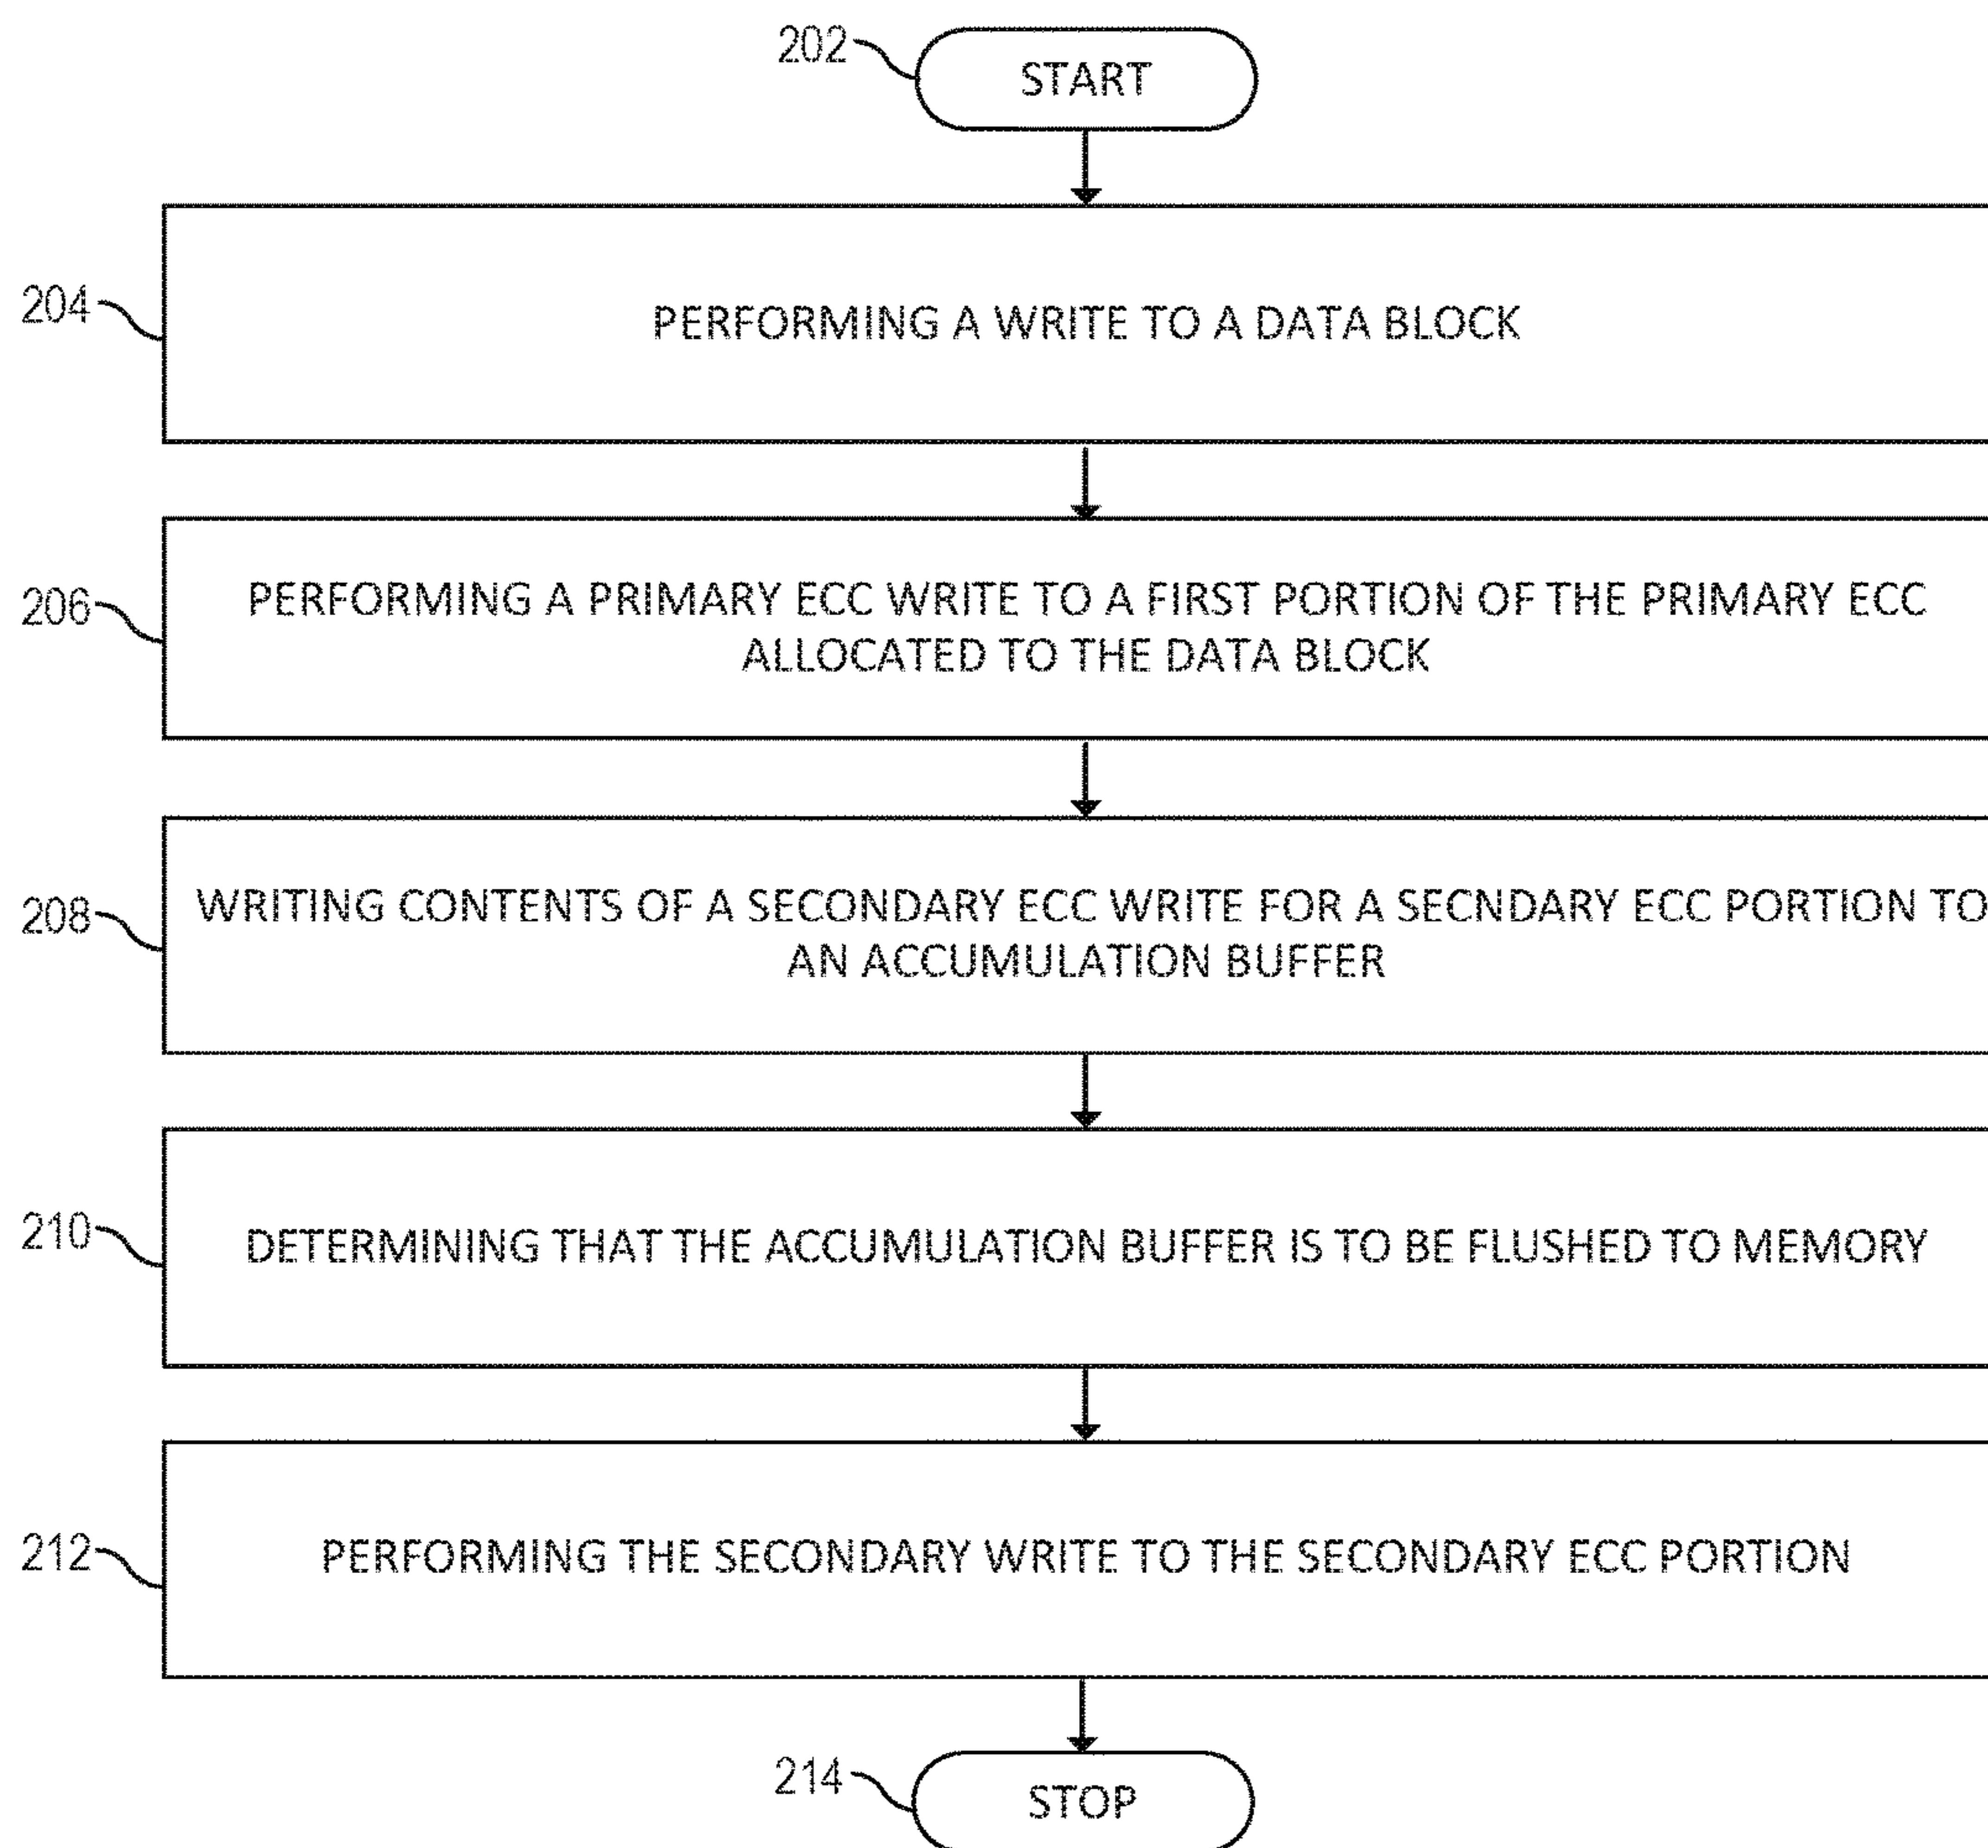 202
START
204
PERFORMING A WRITE TO A DATA BLOCK
206
PERFORMING A PRIMARY ECC WRITE TO A FIRST PORTION OF THE PRIMARY ECC
ALLOCATED TO THE DATA BLOCK
208
WRITING CONTENTS OF A SECONDARY ECC WRITE FOR A SECNDARY ECC PORTION TO
AN ACCUMULATION BUFFER
210
DETERMINING THAT THE ACCUMULATION BUFFER IS TO BE FLUSHED TO MEMORY
212
PERFORMING THE SECONDARY WRITE TO THE SECONDARY ECC PORTION
214
STOP